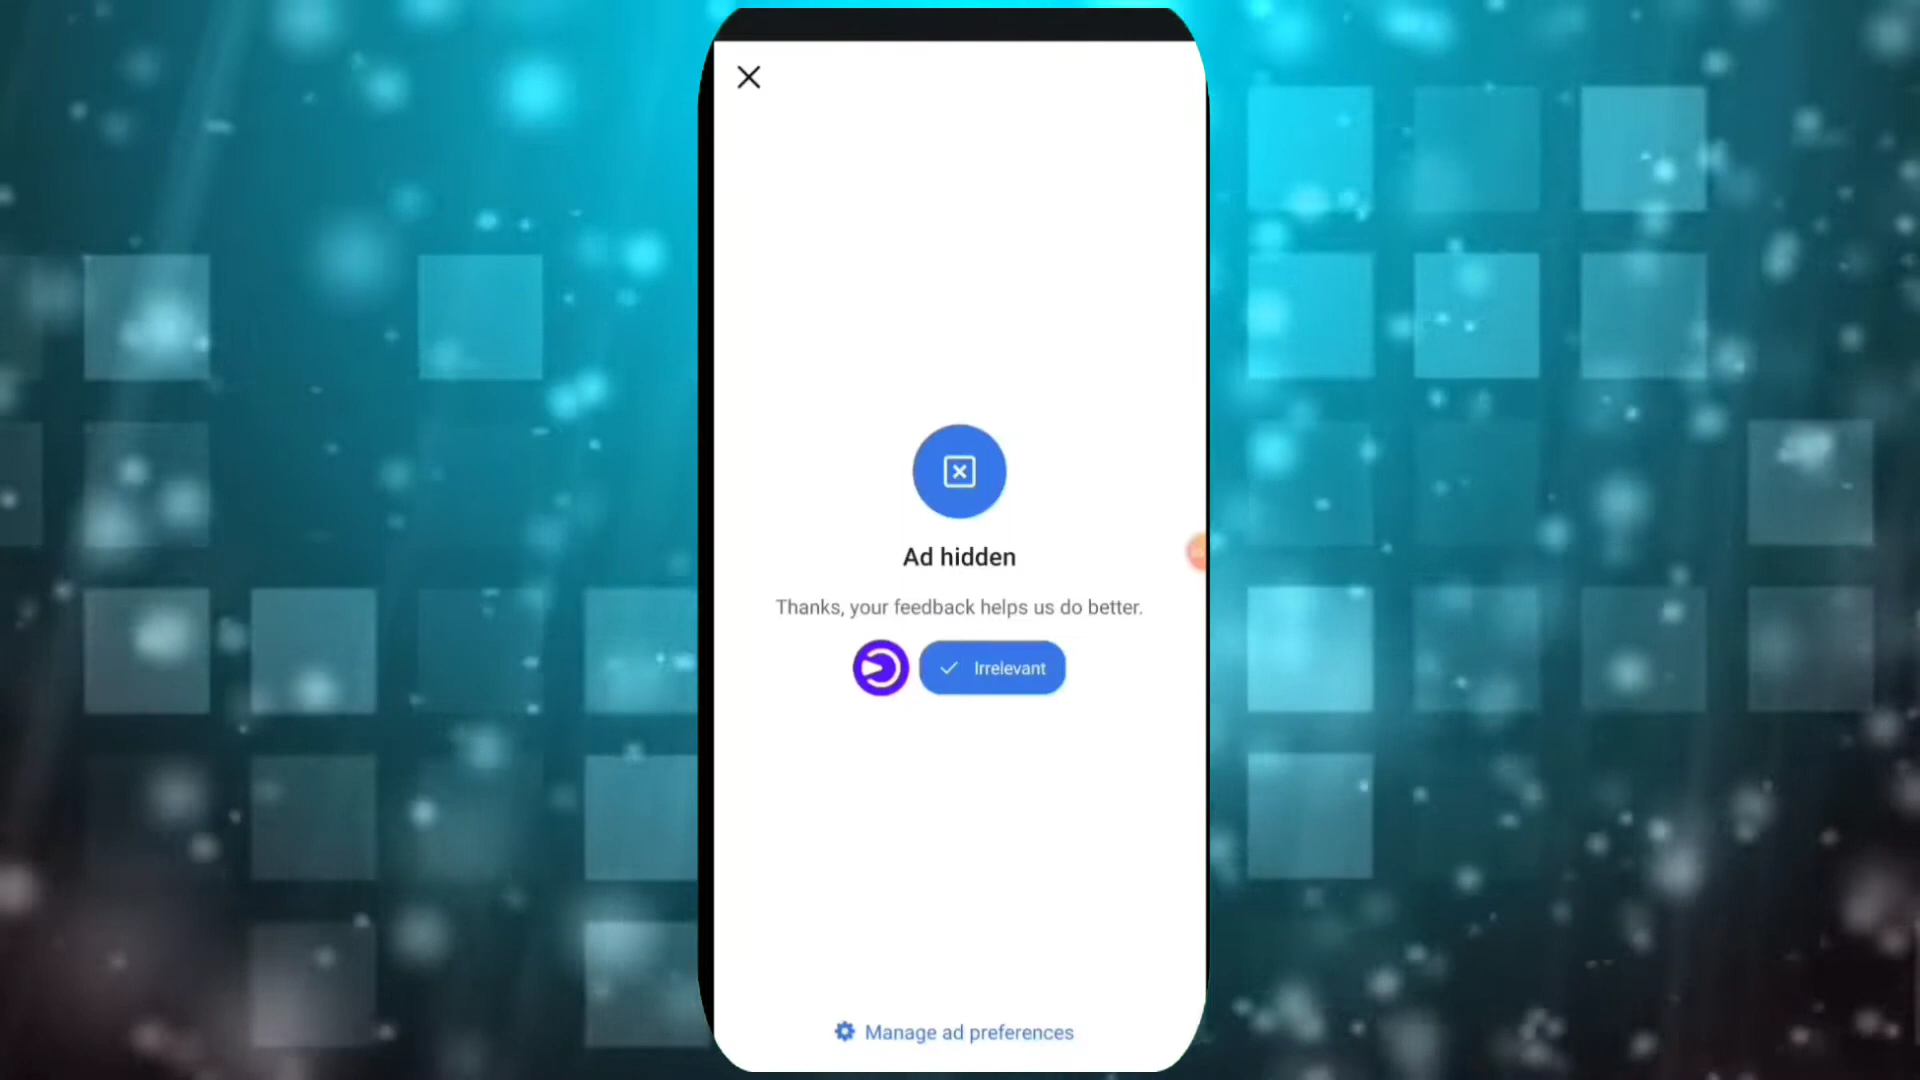 Ad hidden
Thanks, your feedback helps us do better.
Irrelevant
Manage ad preferences